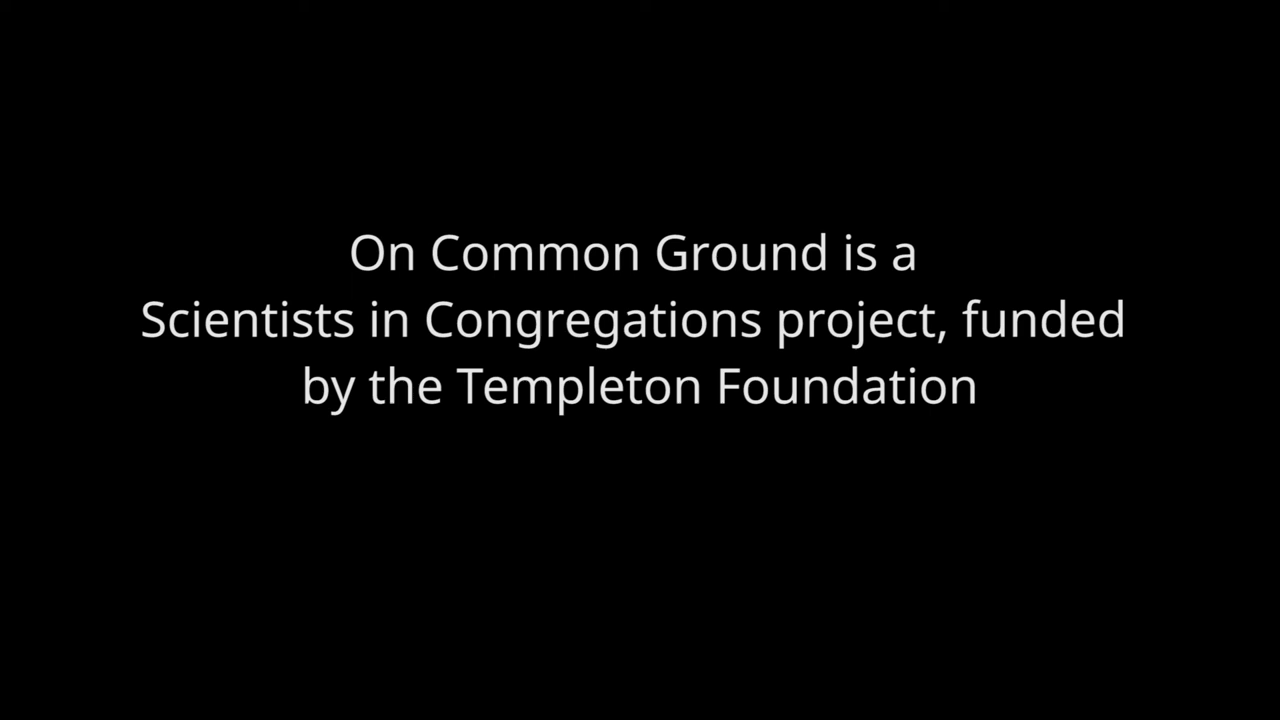 On Common Ground is a
Scientists in Congregations project, funded
by the Templeton Foundation